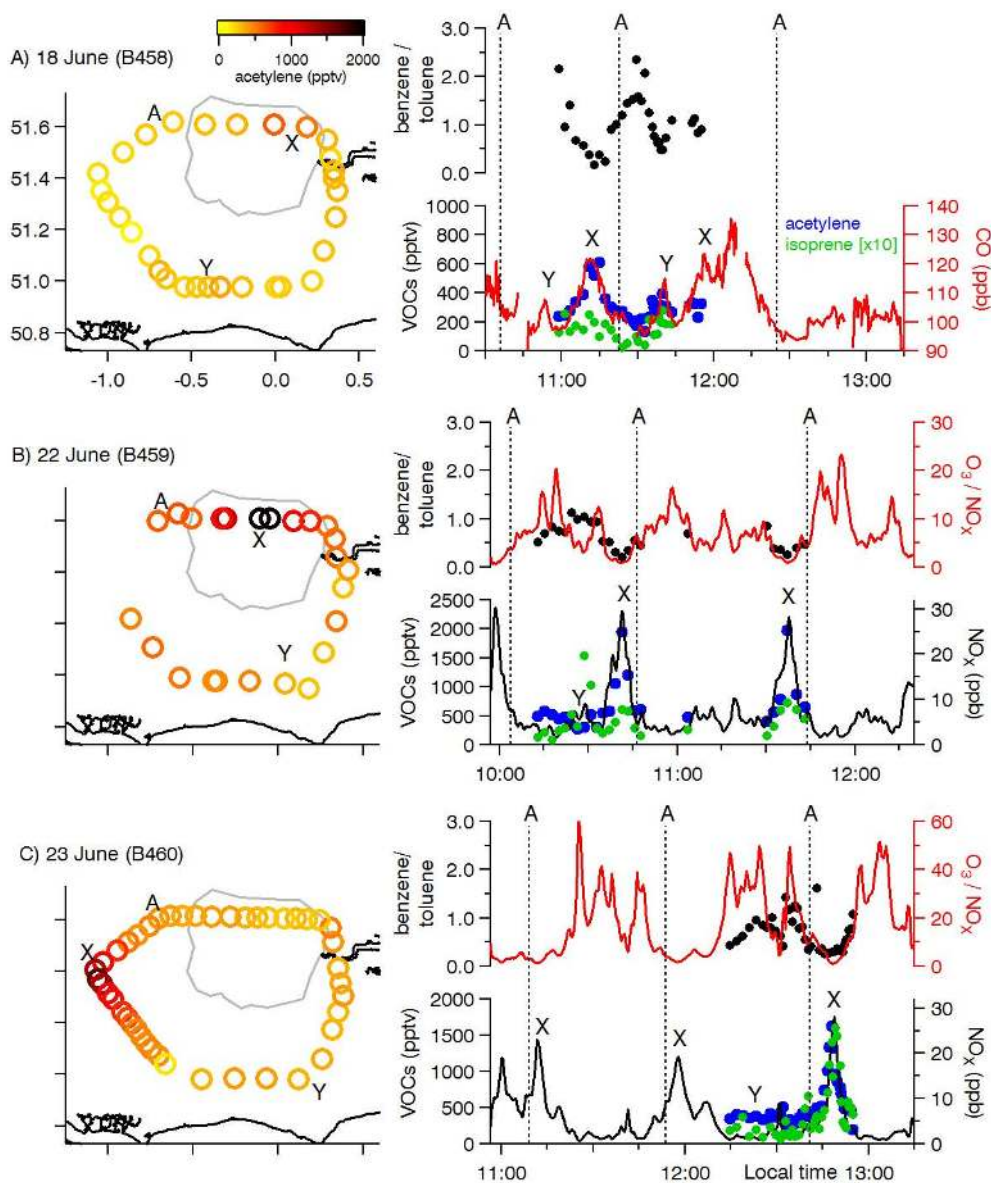 0 1000 2000
acetylene (pptv)
A) 18 June (B458)
A
X
Y
51.6
51.4
51.2
51.0
50.8
-1.0 -0.5 0.0 0.5
A A A
benzene/
toluene
3.0
2.0
1.0
0.0
VOCs (pptv)
1000
800
600
400
200
0
Y X Y X
acetylene
isoprene [x10]
140
130
120
110
100
90
CO (ppb)
11:00 12:00 13:00
B) 22 June (B459)
A
X
Y
A A A
benzene/
toluene
3.0
2.0
1.0
0.0
30
20
10
0
O3 / NOX
VOCs (pptv)
2500
2000
1500
1000
500
0
Y X X
30
20
10
0
NOX (ppb)
10:00 11:00 12:00
C) 23 June (B460)
A
X
Y
A A A
benzene/
toluene
3.0
2.0
1.0
0.0
60
40
20
0
O3 / NOX
VOCs (pptv)
2000
1500
1000
500
0
X X Y X
30
20
10
0
NOX (ppb)
11:00 12:00 Local time 13:00